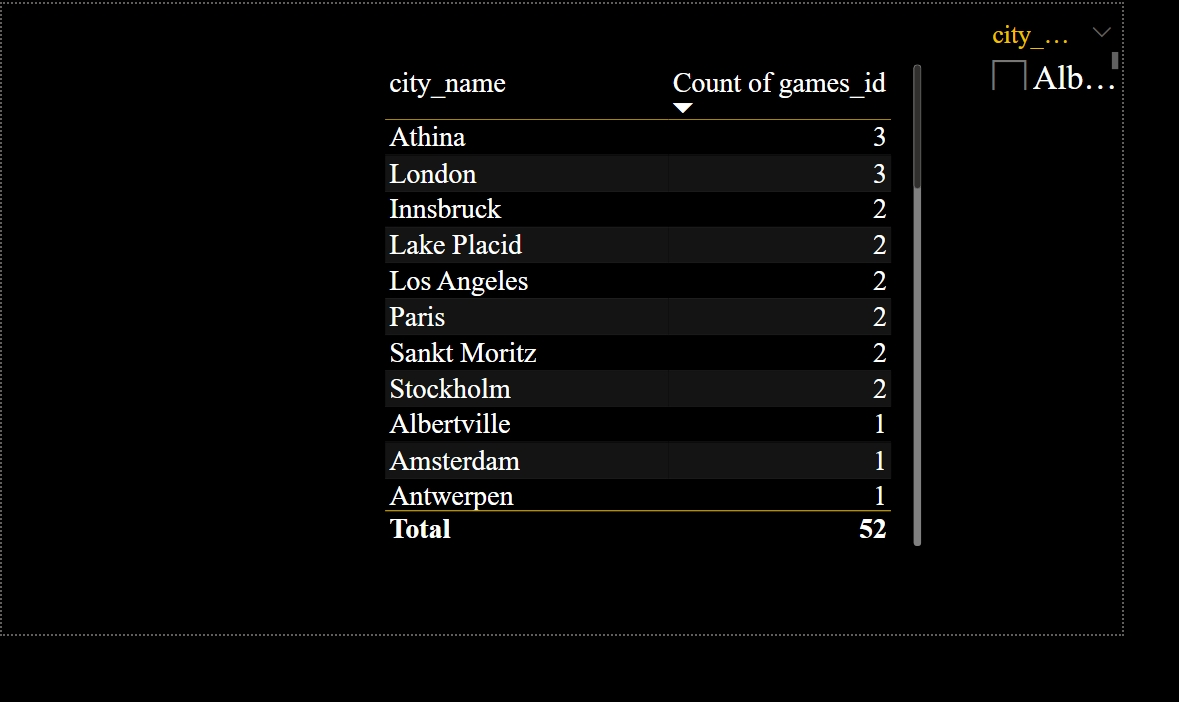 city_...
Alb...
city_name Count of games_id
Athina 3
London 3
Innsbruck 2
Lake Placid 2
Los Angeles 2
Paris 2
Sankt Moritz 2
Stockholm 2
Albertville 1
Amsterdam 1
Antwerpen 1
Total 52